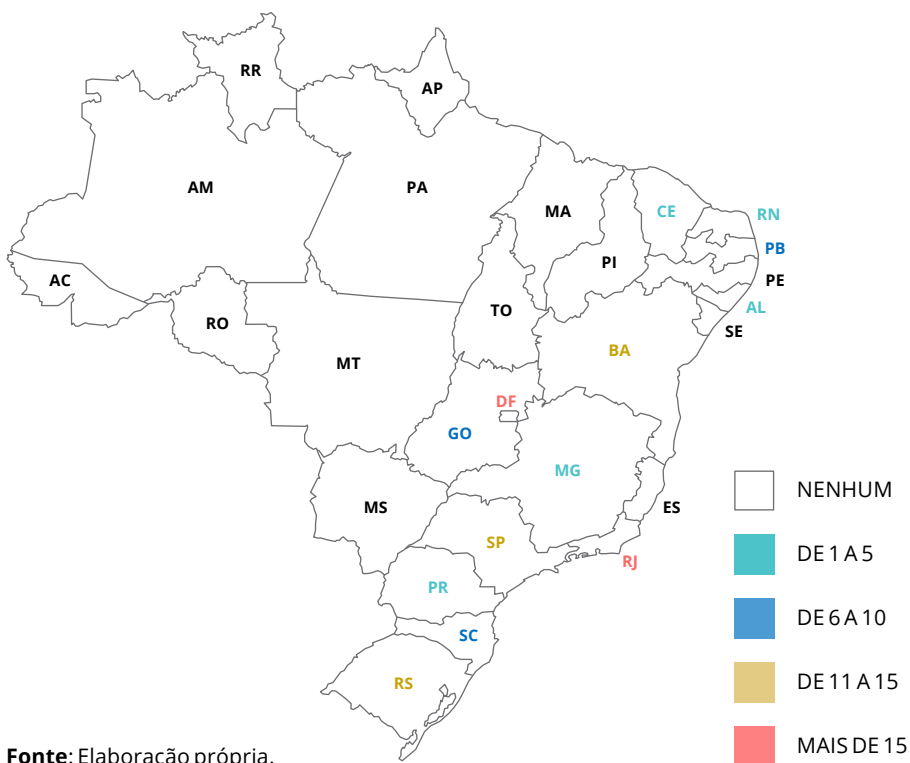 RR
AP
AM
PA
MA
CE
RN
PB
PI
PE
AC
AL
TO
RO
SE
BA
MT
DF
GO
MG
MS
ES
SP
RJ
PR
SC
RS
NENHUM
DE 1 A 5
DE 6 A 10
DE 11 A 15
MAIS DE 15
Fonte: Elaboração própria.